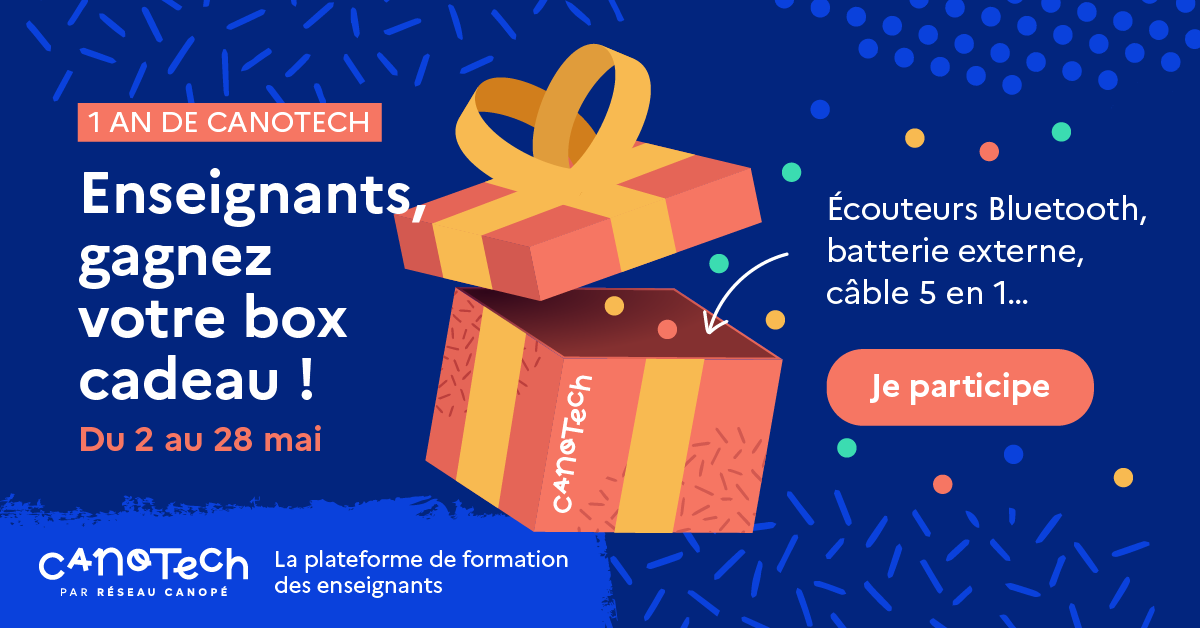 1 AN DE CANOTECH
Enseignants,
gagnez
votre box
cadeau !
Du 2 au 28 mai
Écouteurs Bluetooth,
batterie externe,
câble 5 en 1...
Je participe
CANOTECH
CANOTECH
PAR RÉSEAU CANOPÉ
La plateforme de formation
des enseignants